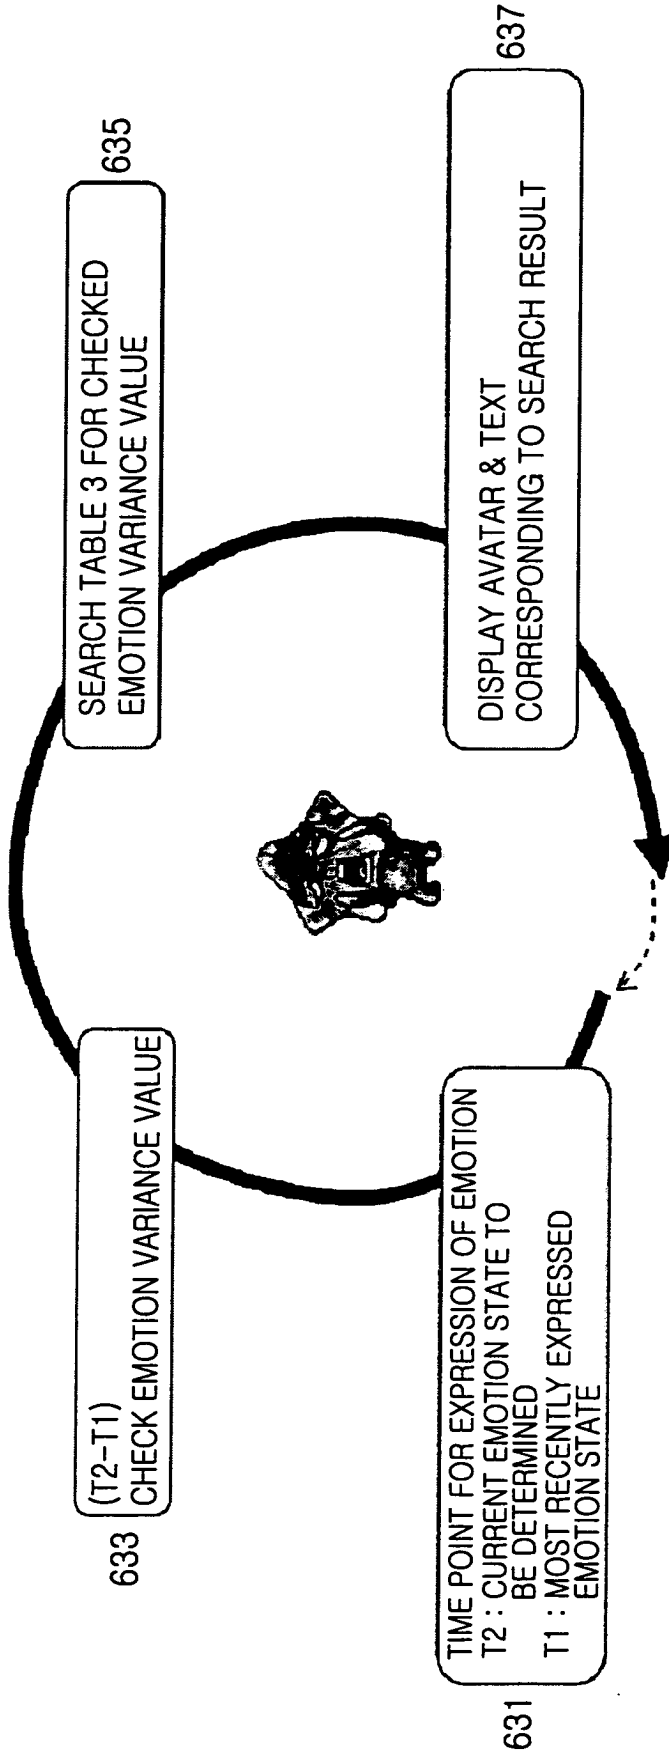 631
TIME POINT FOR EXPRESSION OF EMOTION
T2 : CURRENT EMOTION STATE TO
BE DETERMINED
T1 : MOST RECENTLY EXPRESSED
EMOTION STATE
633
(T2-T1)
CHECK EMOTION VARIANCE VALUE
635
SEARCH TABLE 3 FOR CHECKED
EMOTION VARIANCE VALUE
637
DISPLAY AVATAR & TEXT
CORRESPONDING TO SEARCH RESULT